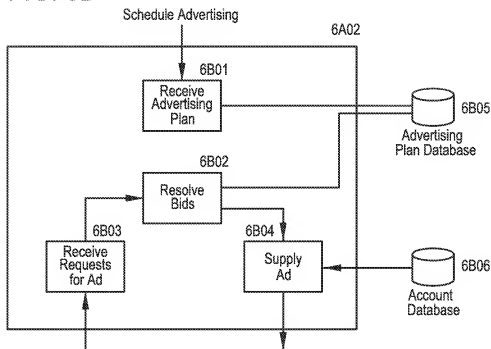 Schedule Advertising
6A02
6B01
Receive
Advertising
Plan
6B05
Advertising
Plan Database
6B02
Resolve
Bids
6B03
Receive
Requests
for Ad
6B04
Supply
Ad
6B06
Account
Database